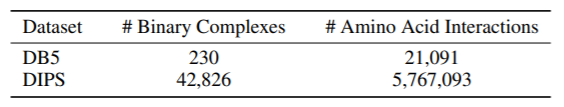 Dataset # Binary Complexes # Amino Acid Interactions
DB5 230 21,091
DIPS 42,826 5,767,093